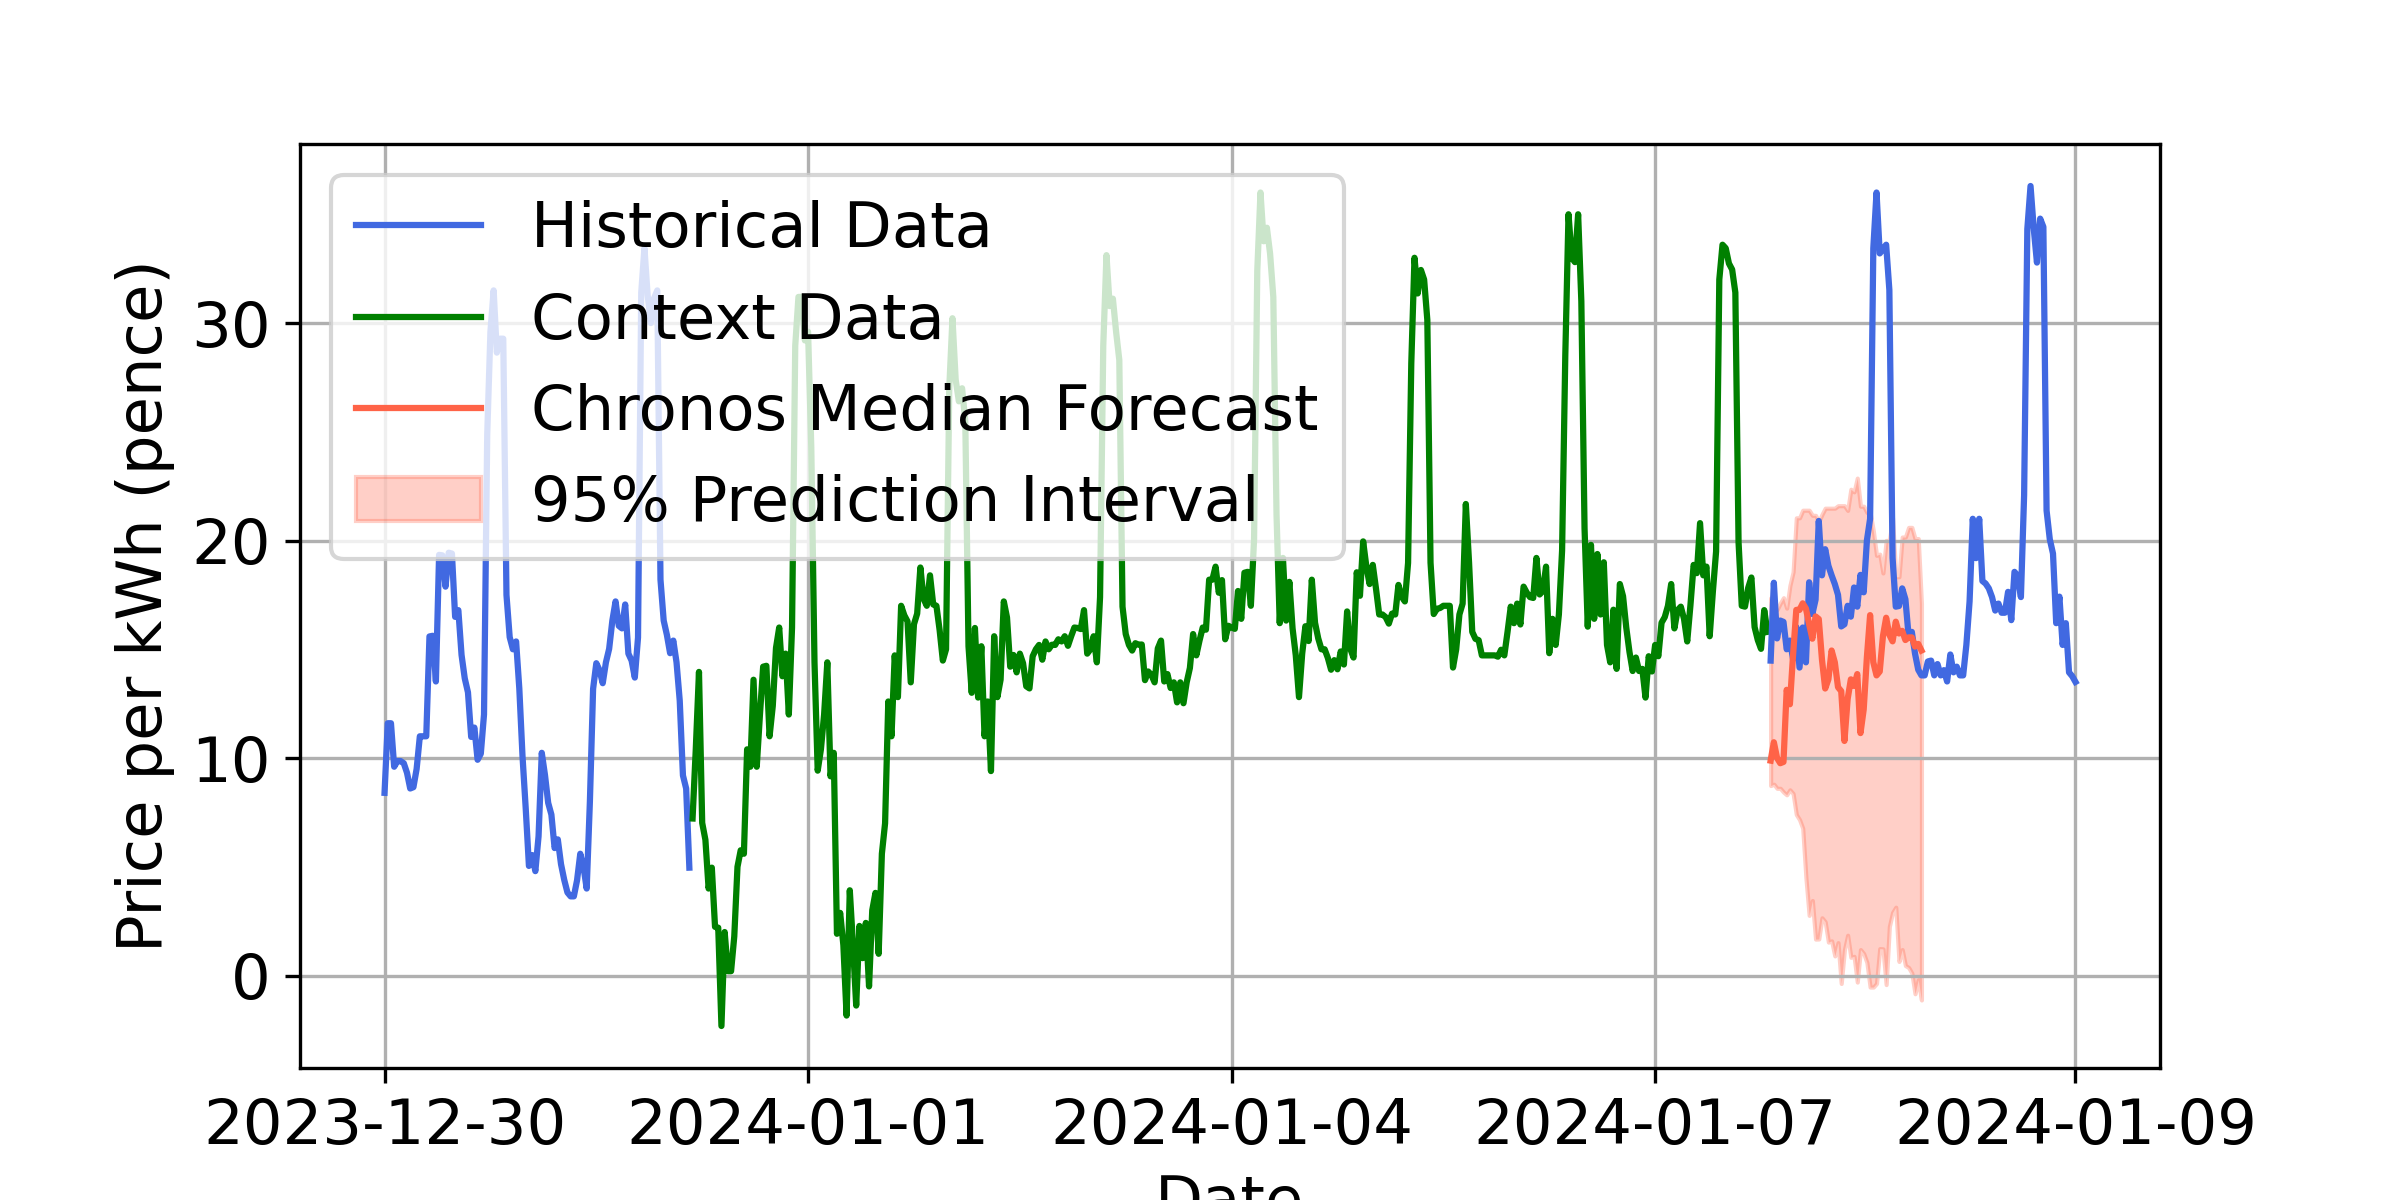 Historical Data
Context Data
Chronos Median Forecast
95% Prediction Interval
Price per kWh (pence)
30
20
10
0
2023-12-30 2024-01-01 2024-01-04 2024-01-07 2024-01-09
Date